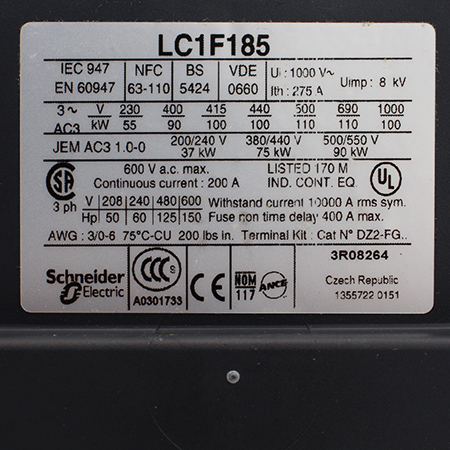 LC1F185
IEC 947 NFC BS VDE Ui : 1000 V~
EN 60947 63-110 5424 0660 Ith : 275 A Uimp : 8 kV
3 ~ V 230 400 415 440 500 690 1000
AC3 kW 55 90 100 100 110 110 100
JEM AC3 1.0-0 200/240 V 380/440 V 500/550 V
37 kW 75 kW 90 kW
600 V a.c. max. LISTED 170 M
Continuous current : 200 A IND. CONT. EQ.
SA UL
3 ph V 208 240 480 600 Withstand current 10000 A rms sym.
Hp 50 60 125 150 Fuse non time delay 400 A max.
AWG : 3/0-6 75°C-CU 200 lbs in. Terminal Kit : Cat N° DZ2-FG..
3R08264
Schneider CCC S
Electric A0301733 CE NOM ANCE Czech Republic
117 1355722 0151